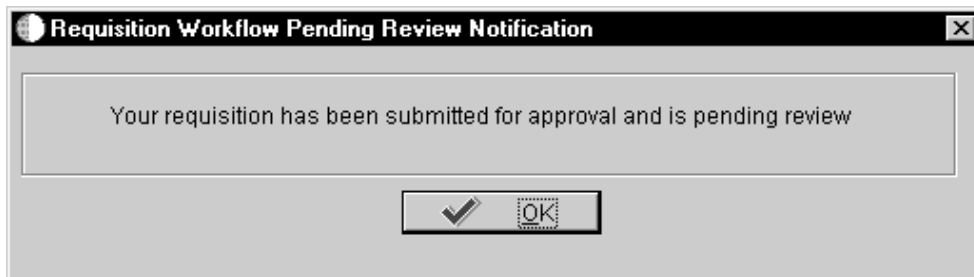 Requisition Workflow Pending Review Notification
Your requisition has been submitted for approval and is pending review
OK